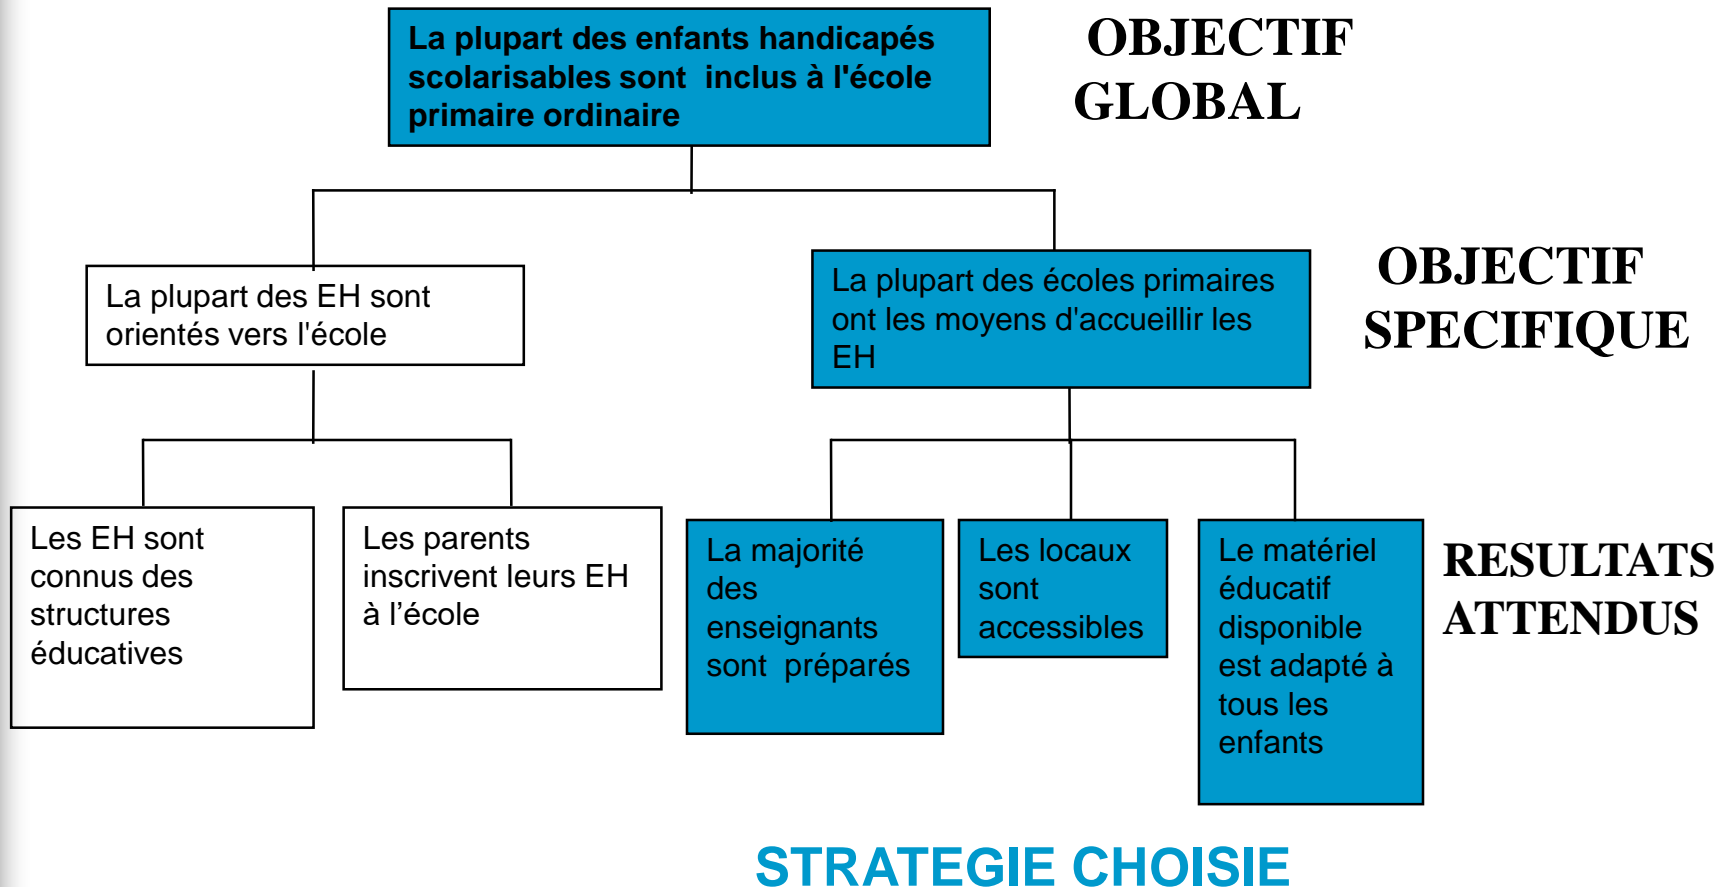 La plupart des enfants handicapés
scolarisables sont  inclus à l'école
primaire ordinaire
OBJECTIF
GLOBAL
La plupart des EH sont
orientés vers l'école
La plupart des écoles primaires
ont les moyens d'accueillir les
EH
OBJECTIF
SPECIFIQUE
Les EH sont
connus des
structures
éducatives
Les parents
inscrivent leurs EH
à l’école
La majorité
des
enseignants
sont  préparés
Les locaux
sont
accessibles
Le matériel
éducatif
disponible
est adapté à
tous les
enfants
RESULTATS
ATTENDUS
STRATEGIE CHOISIE